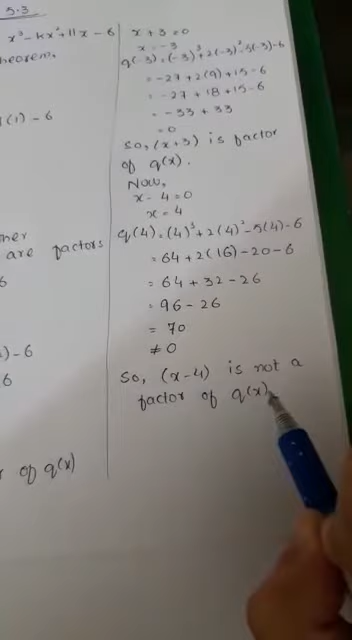 5.3
x³-kx²+11x-6
heorem.
(1) - 6
her
are factors
6
) - 6
6
of q(x)
x + 3 = 0
x = -3
q(-3) = (-3)³+2(-3)²-5(-3)-6
= -27 + 2(9) + 15 - 6
= -27 + 18 + 15 - 6
= -33 + 33
= 0
So, (x+3) is factor
of q(x).
Now,
x - 4 = 0
x = 4
q(4) = (4)³ + 2(4)² - 5(4) - 6
= 64 + 2(16) - 20 - 6
= 64 + 32 - 26
= 96 - 26
= 70
≠ 0
So, (x-4) is not a
factor of q(x)